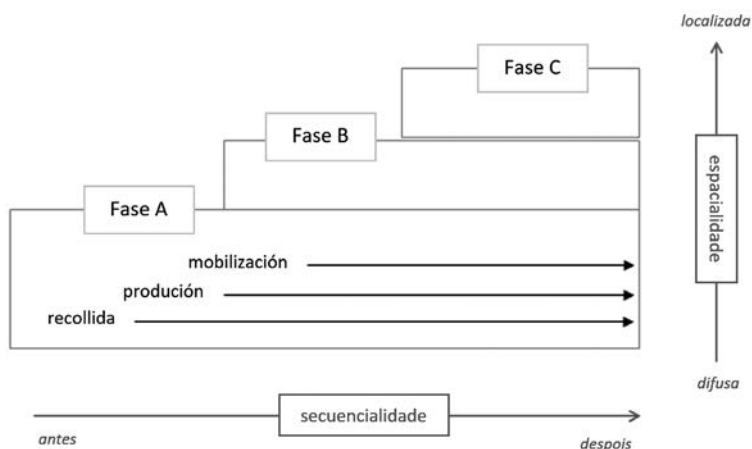 localizada
Fase C
Fase B
espacialidade
Fase A
mobilización
produción
recollida
difusa
secuencialidade
antes
despois